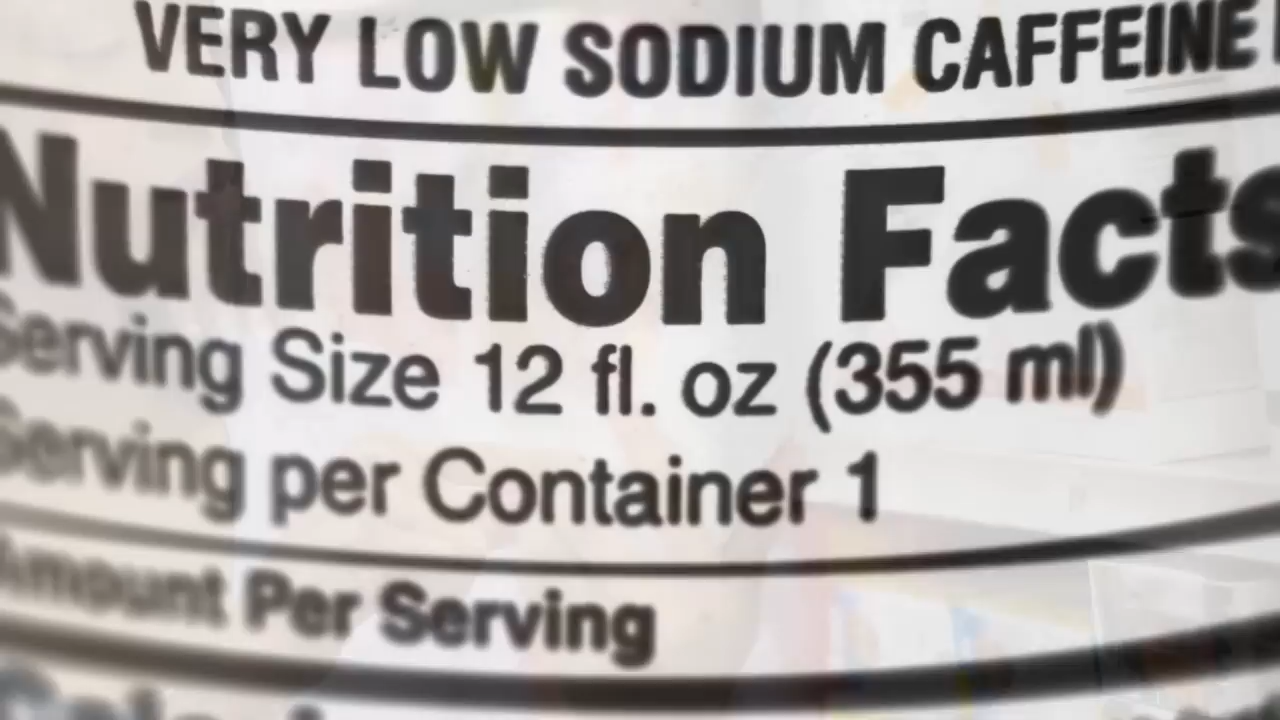 VERY LOW SODIUM CAFFEINE
Nutrition Facts
Serving Size 12 fl. oz (355 ml)
Serving per Container 1
Amount Per Serving